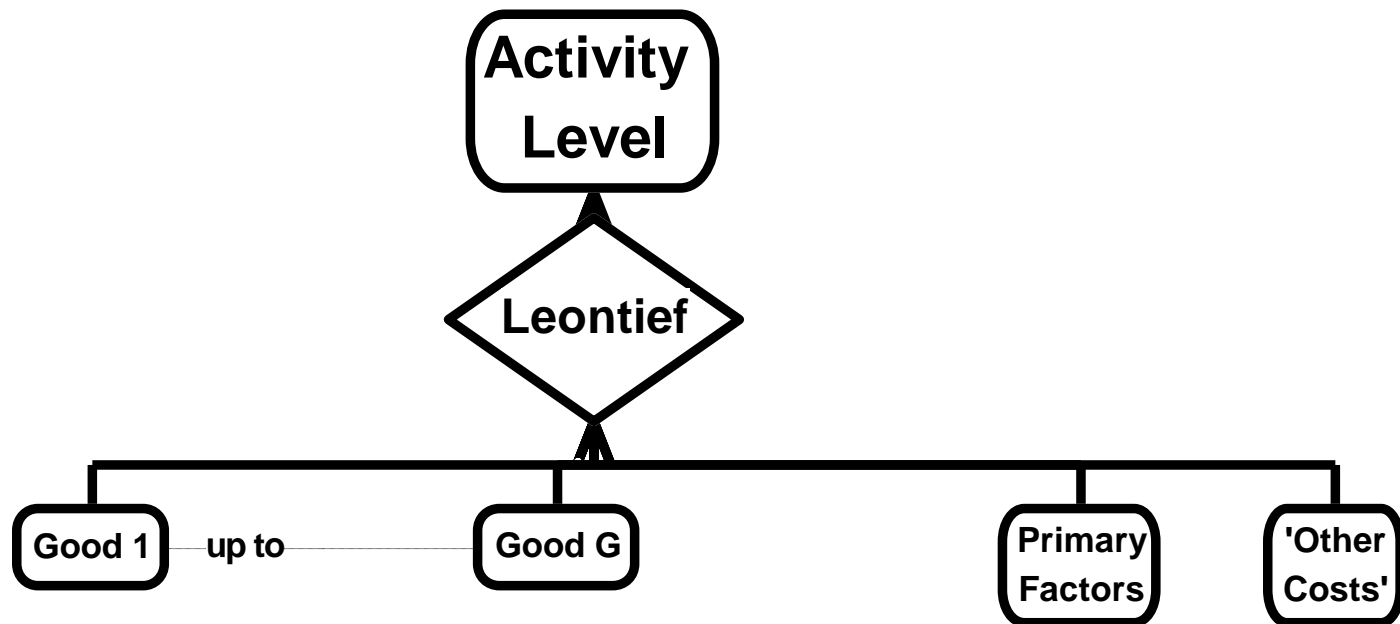 Activity
Level
Leontief
Good 1
up to
Good G
Primary
Factors
'Other
Costs'